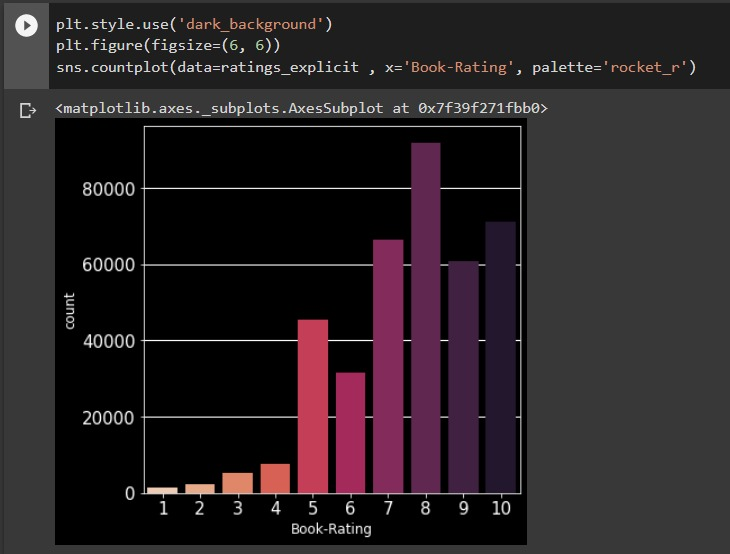 plt.style.use('dark_background')
plt.figure(figsize=(6, 6))
sns.countplot(data=ratings_explicit , x='Book-Rating', palette='rocket_r')
<matplotlib.axes._subplots.AxesSubplot at 0x7f39f271fbb0>
80000
60000
40000
20000
0
count
1 2 3 4 5 6 7 8 9 10
Book-Rating